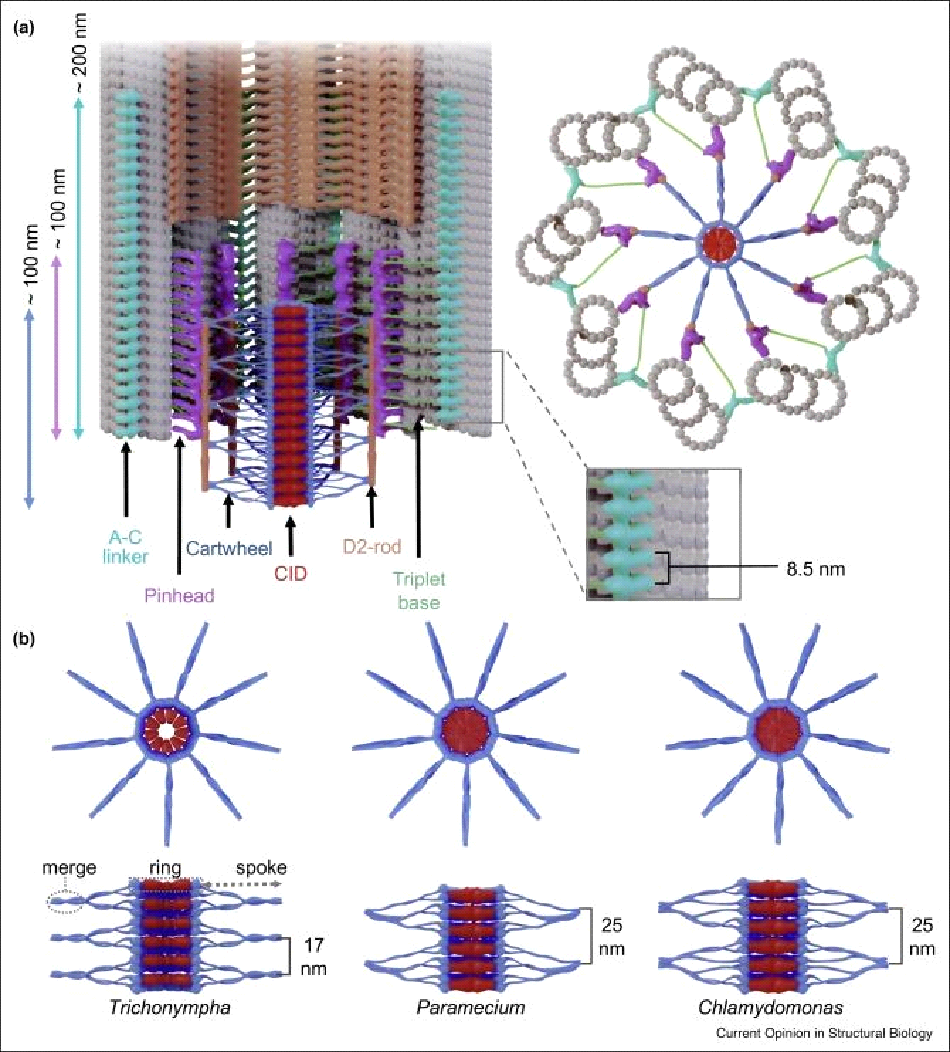 (a)
~ 200 nm
~ 100 nm
~ 100 nm
A-C
linker
Pinhead
Cartwheel
CID
D2-rod
Triplet
base
8.5 nm
(b)
merge
ring
spoke
17
nm
25
nm
25
nm
Trichonympha
Paramecium
Chlamydomonas
Current Opinion in Structural Biology